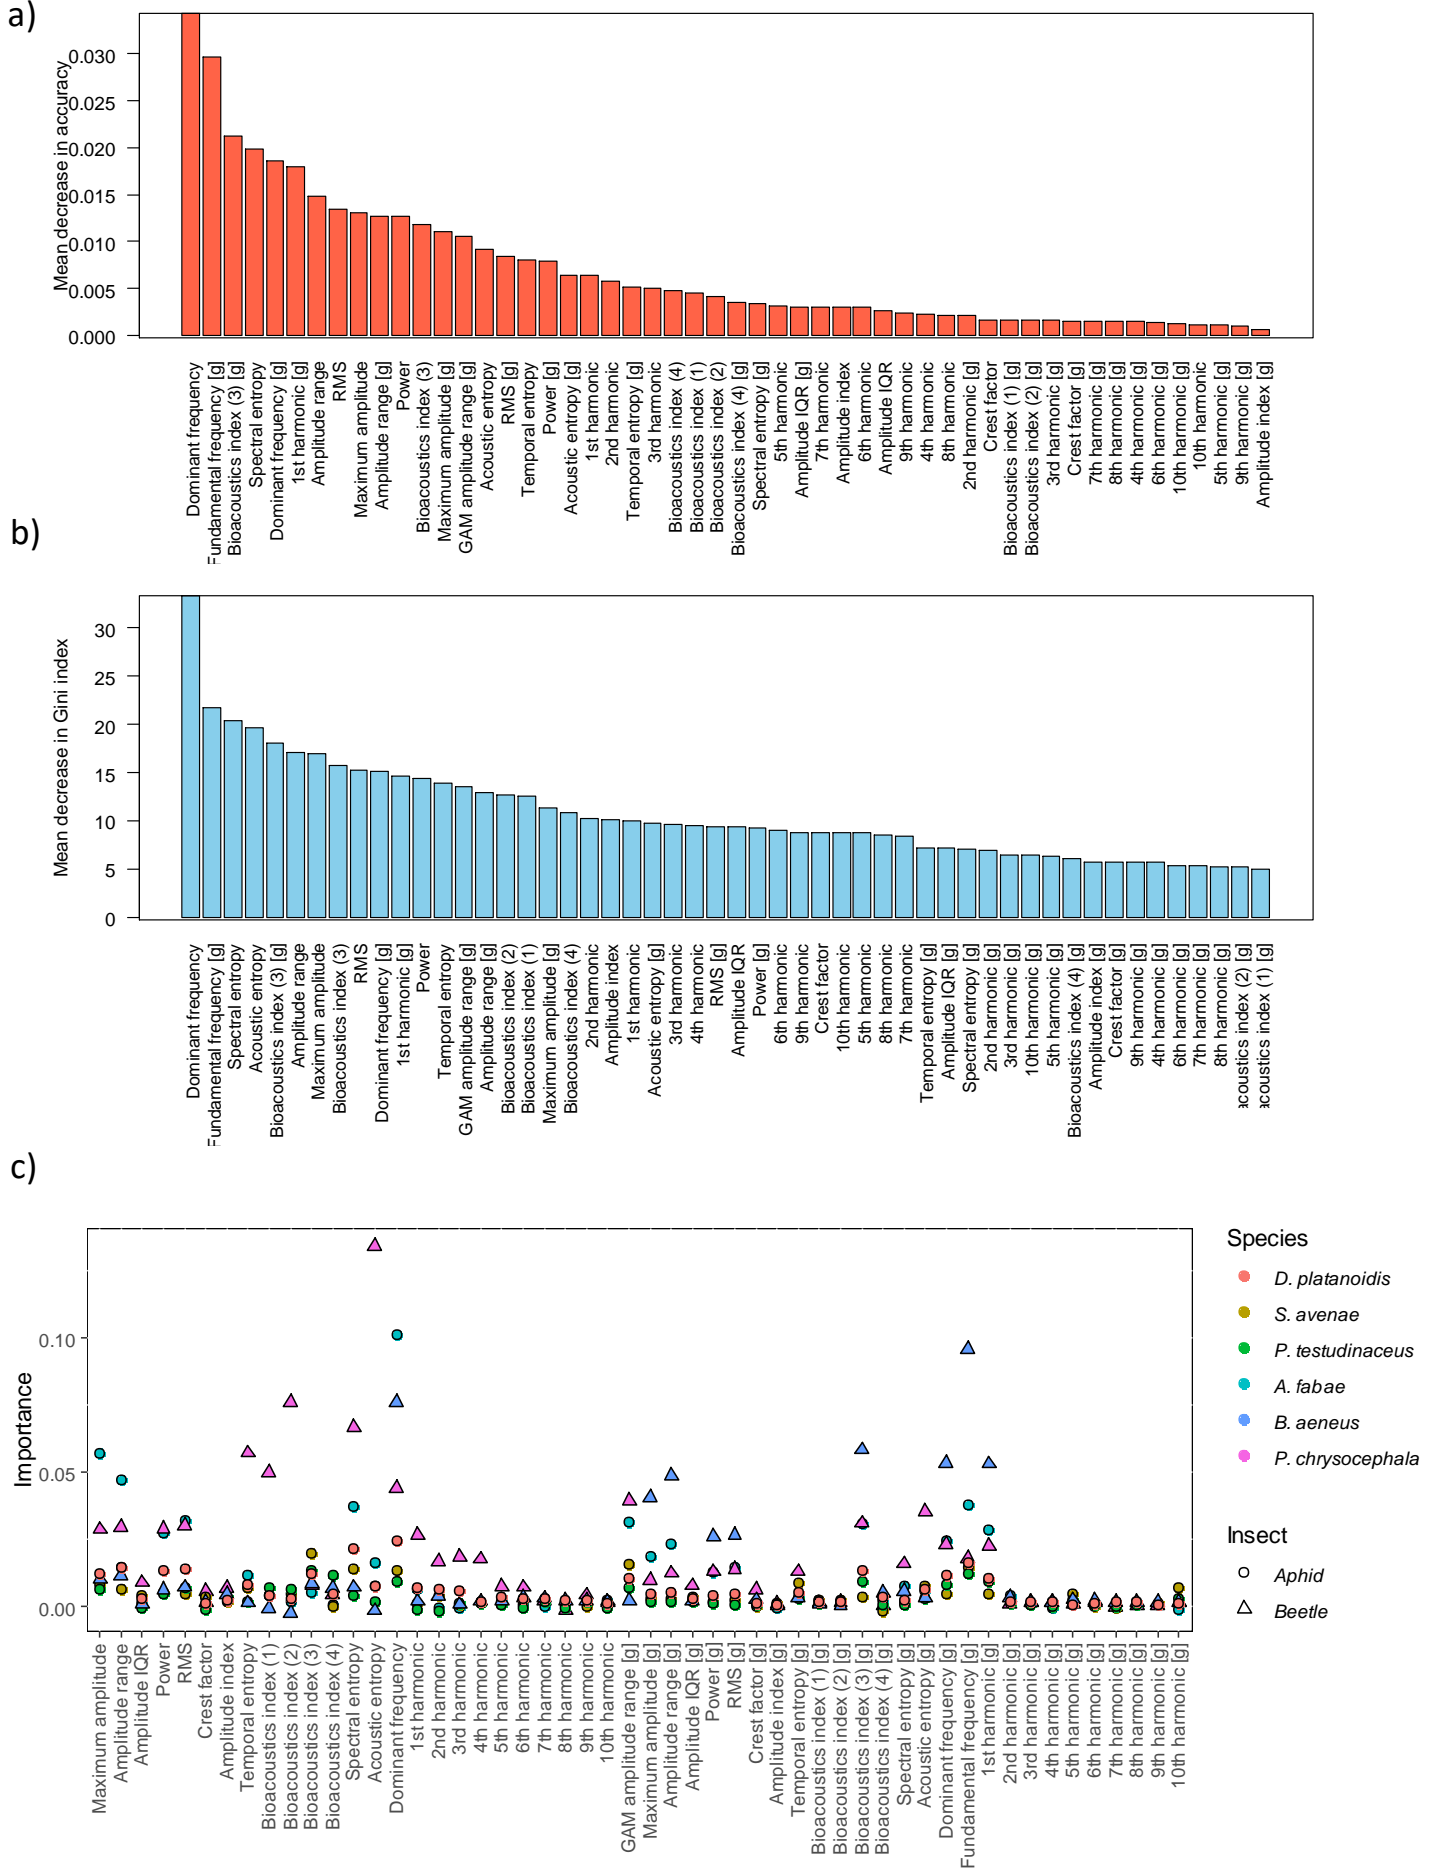 a)
Mean decrease in accuracy
0.030
0.025
0.020
0.015
0.010
0.005
0.000
Dominant frequency
Fundamental frequency [g]
Bioacoustics index (3) [g]
Spectral entropy
Dominant frequency [g]
1st harmonic [g]
Amplitude range
RMS
Maximum amplitude
Amplitude range [g]
Power
Bioacoustics index (3)
Maximum amplitude [g]
GAM amplitude range [g]
Acoustic entropy
RMS [g]
Temporal entropy
Power [g]
Acoustic entropy [g]
1st harmonic
2nd harmonic
Temporal entropy [g]
3rd harmonic
Bioacoustics index (4)
Bioacoustics index (1)
Bioacoustics index (2)
Bioacoustics index (4) [g]
Spectral entropy [g]
5th harmonic
Amplitude IQR [g]
7th harmonic
Amplitude index
6th harmonic
Amplitude IQR
9th harmonic
4th harmonic
8th harmonic
2nd harmonic [g]
Crest factor
Bioacoustics index (1) [g]
Bioacoustics index (2) [g]
3rd harmonic [g]
Crest factor [g]
7th harmonic [g]
8th harmonic [g]
4th harmonic [g]
6th harmonic [g]
10th harmonic [g]
10th harmonic
5th harmonic [g]
9th harmonic [g]
Amplitude index [g]
b)
Mean decrease in Gini index
30
25
20
15
10
5
0
Dominant frequency
Fundamental frequency [g]
Spectral entropy
Acoustic entropy
Bioacoustics index (3) [g]
Amplitude range
Maximum amplitude
Bioacoustics index (3)
RMS
Dominant frequency [g]
1st harmonic [g]
Power
Temporal entropy
GAM amplitude range [g]
Amplitude range [g]
Bioacoustics index (2)
Bioacoustics index (1)
Maximum amplitude [g]
Bioacoustics index (4)
2nd harmonic
Amplitude index
1st harmonic
Acoustic entropy [g]
3rd harmonic
4th harmonic
RMS [g]
Amplitude IQR
Power [g]
6th harmonic
9th harmonic
Crest factor
10th harmonic
5th harmonic
8th harmonic
7th harmonic
Temporal entropy [g]
Amplitude IQR [g]
Spectral entropy [g]
2nd harmonic [g]
3rd harmonic [g]
10th harmonic [g]
5th harmonic [g]
Bioacoustics index (4) [g]
Amplitude index [g]
Crest factor [g]
9th harmonic [g]
4th harmonic [g]
6th harmonic [g]
7th harmonic [g]
8th harmonic [g]
acoustics index (2) [g]
acoustics index (1) [g]
c)
Importance
0.10
0.05
0.00
Maximum amplitude
Amplitude range
Amplitude IQR
Power
RMS
Crest factor
Amplitude index
Temporal entropy
Bioacoustics index (1)
Bioacoustics index (2)
Bioacoustics index (3)
Bioacoustics index (4)
Spectral entropy
Acoustic entropy
Dominant frequency
1st harmonic
2nd harmonic
3rd harmonic
4th harmonic
5th harmonic
6th harmonic
7th harmonic
8th harmonic
9th harmonic
10th harmonic
GAM amplitude range [g]
Maximum amplitude [g]
Amplitude range [g]
Amplitude IQR [g]
Power [g]
RMS [g]
Crest factor [g]
Amplitude index [g]
Temporal entropy [g]
Bioacoustics index (1) [g]
Bioacoustics index (2) [g]
Bioacoustics index (3) [g]
Bioacoustics index (4) [g]
Spectral entropy [g]
Acoustic entropy [g]
Dominant frequency [g]
Fundamental frequency [g]
1st harmonic [g]
2nd harmonic [g]
3rd harmonic [g]
4th harmonic [g]
5th harmonic [g]
6th harmonic [g]
7th harmonic [g]
8th harmonic [g]
9th harmonic [g]
10th harmonic [g]
Species
D. platanoidis
S. avenae
P. testudinaceus
A. fabae
B. aeneus
P. chrysocephala
Insect
Aphid
Beetle